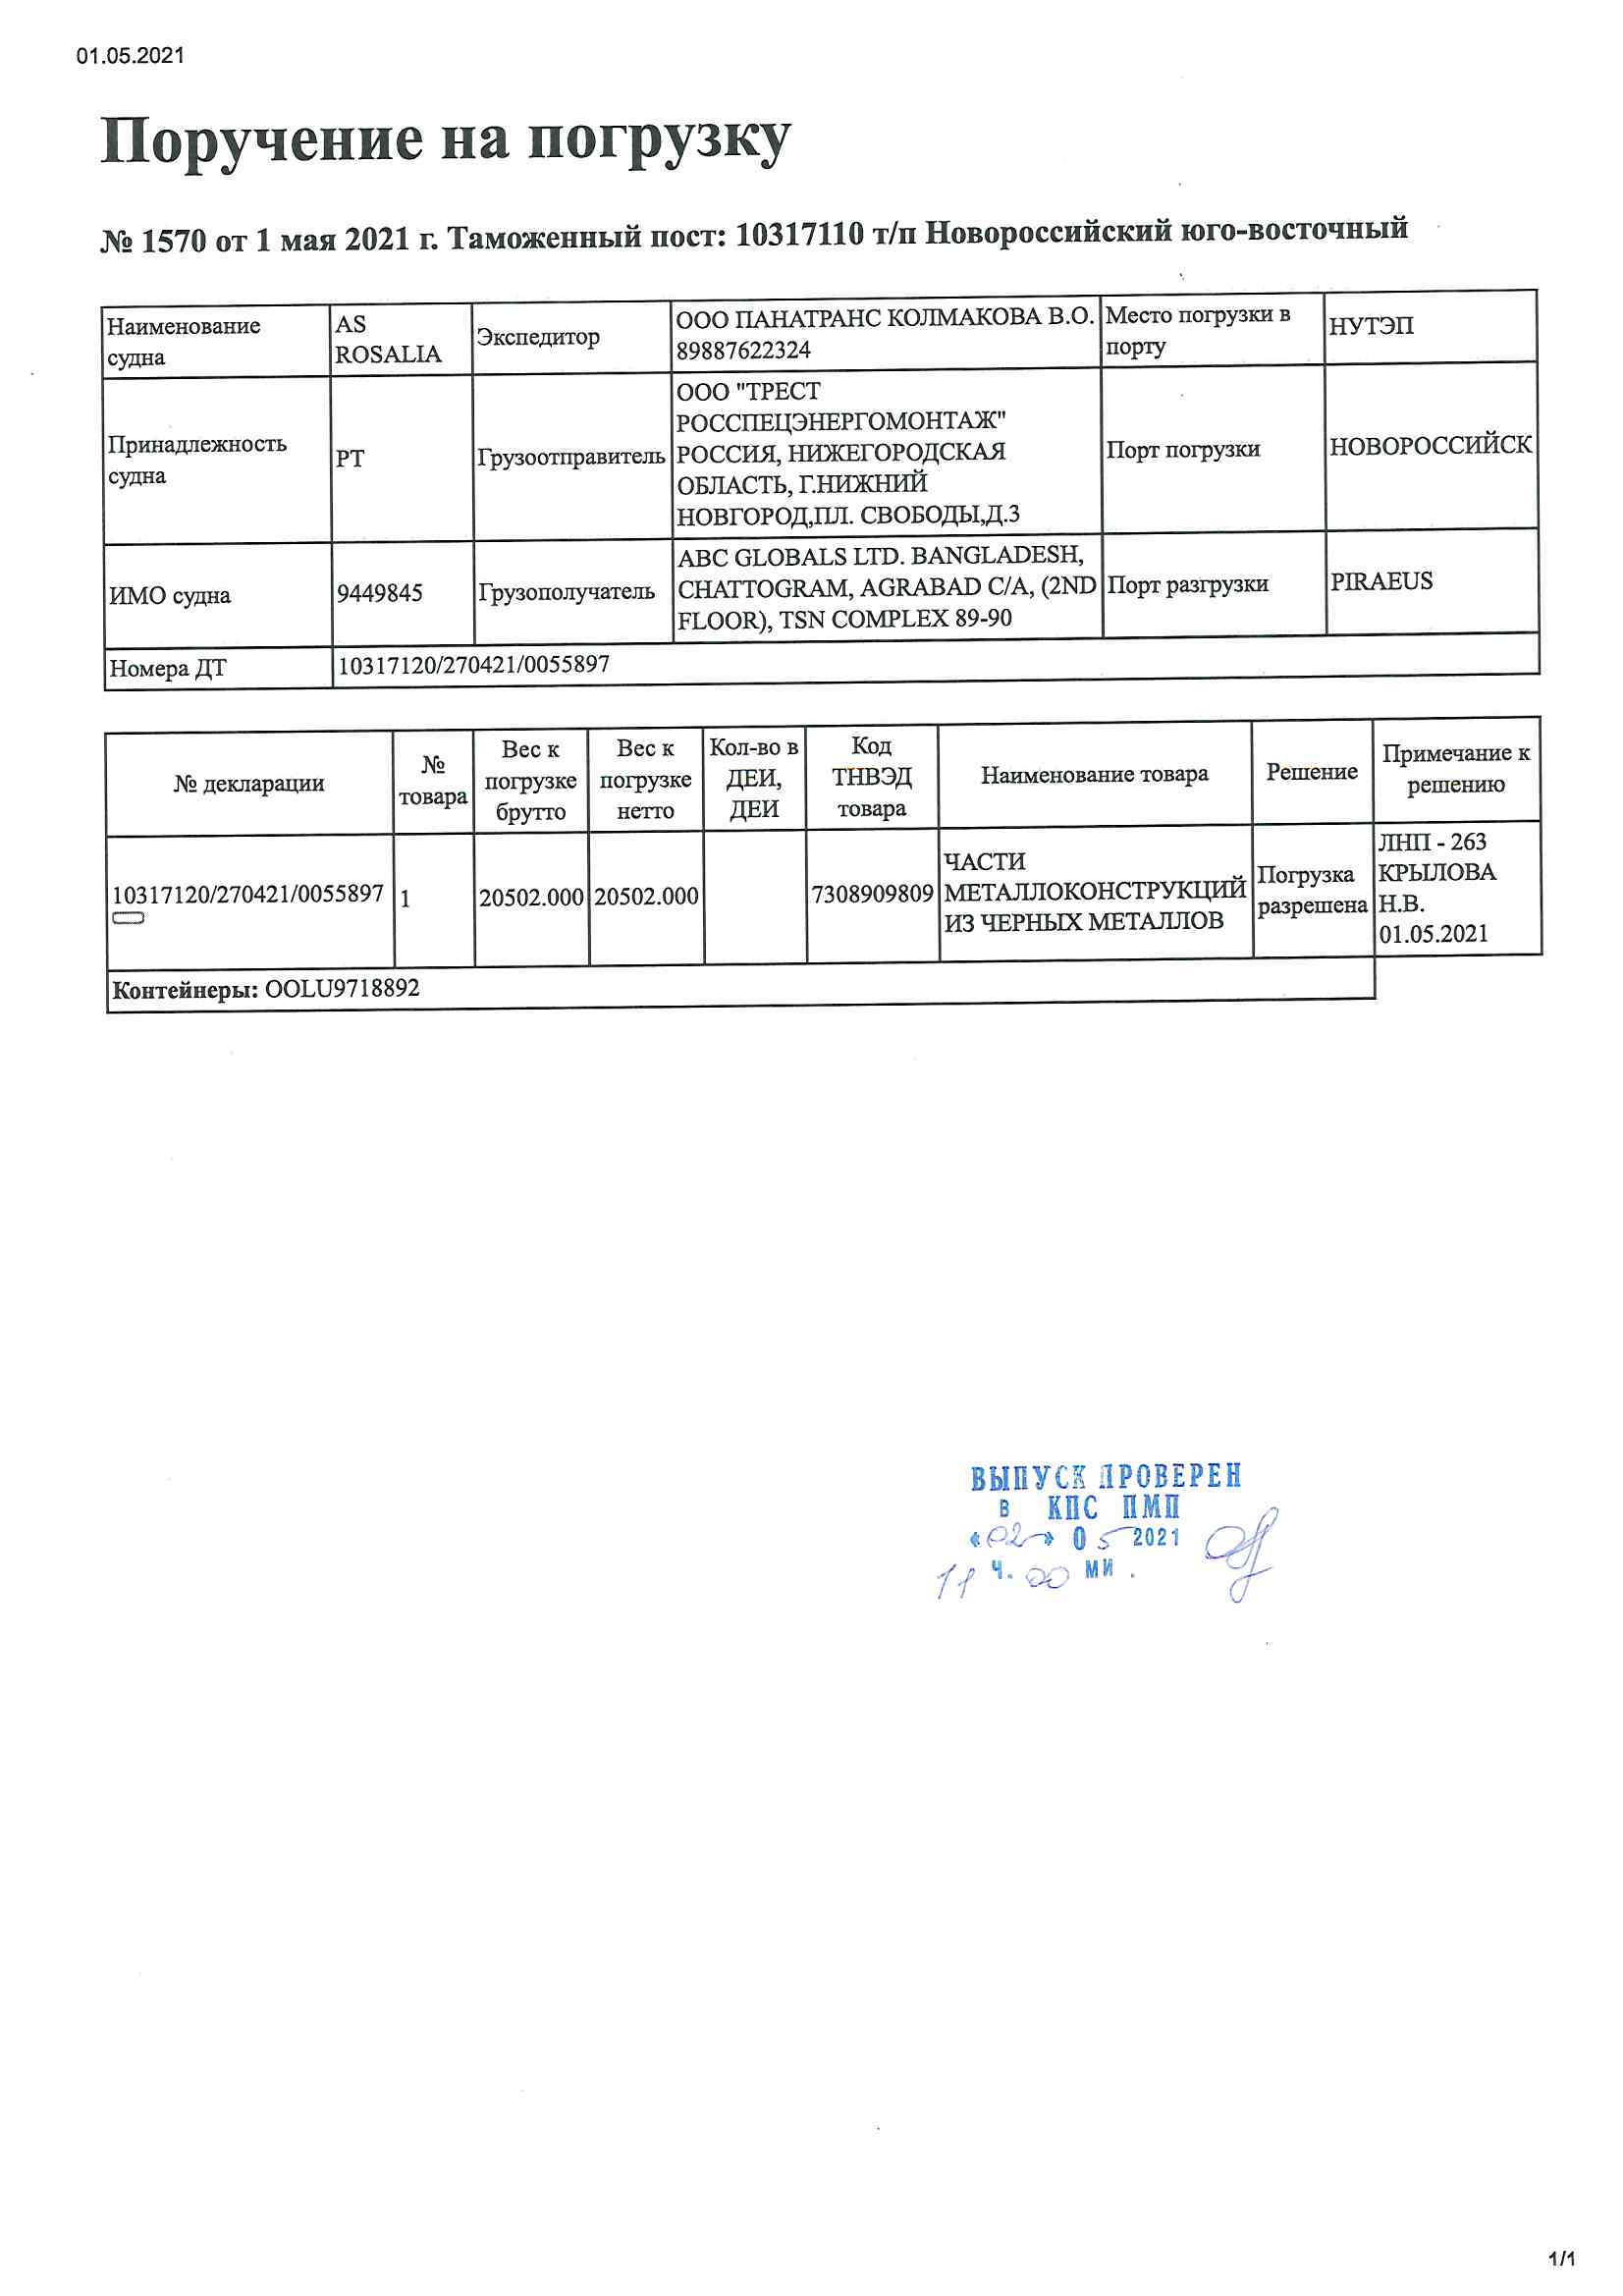 01.05.2021
Поручение на погрузку
№ 1570 от 1 мая 2021 г. Таможенный пост: 10317110 т/п Новороссийский юго-восточный
Наименование судна
AS ROSALIA
Экспедитор
ООО ПАНАТРАНС КОЛМАКОВА В.О. 89887622324
Место погрузки в порту
НУТЭП
Принадлежность судна
PT
Грузоотправитель
ООО "ТРЕСТ
РОССПЕЦЭНЕРГОМОНТАЖ"
РОССИЯ, НИЖЕГОРОДСКАЯ
ОБЛАСТЬ, Г.НИЖНИЙ
НОВГОРОД,ПЛ. СВОБОДЫ,Д.3
Порт погрузки
НОВОРОССИЙСК
ИМО судна
9449845
Грузополучатель
ABC GLOBALS LTD. BANGLADESH,
CHATTOGRAM, AGRABAD C/A, (2ND
FLOOR), TSN COMPLEX 89-90
Порт разгрузки
PIRAEUS
Номера ДТ
10317120/270421/0055897
№ декларации
№ товара
Вес к погрузке брутто
Вес к погрузке нетто
Кол-во в ДЕИ, ДЕИ
Код ТНВЭД товара
Наименование товара
Решение
Примечание к решению
10317120/270421/0055897
1
20502.000
20502.000
7308909809
ЧАСТИ
МЕТАЛЛОКОНСТРУКЦИЙ
ИЗ ЧЕРНЫХ МЕТАЛЛОВ
Погрузка разрешена
ЛНП - 263
КРЫЛОВА
Н.В.
01.05.2021
Контейнеры: OOLU9718892
ВЫПУСК ПРОВЕРЕН
В КПС ПМП
«02» 05 2021
11 ч. 00 МИ .
1/1